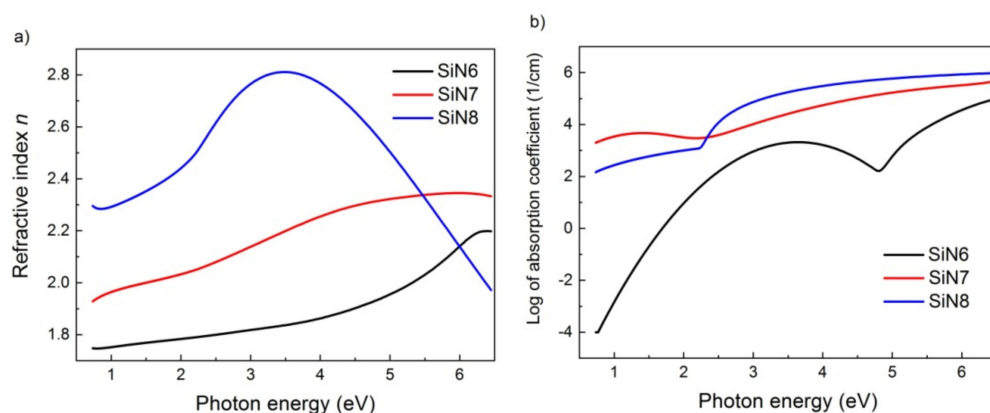 a)
Refractive index n
2.8
2.6
2.4
2.2
2.0
1.8
SiN6
SiN7
SiN8
1
2
3
4
5
6
Photon energy (eV)
b)
Log of absorption coefficient (1/cm)
6
4
2
0
-2
-4
SiN6
SiN7
SiN8
1
2
3
4
5
6
Photon energy (eV)